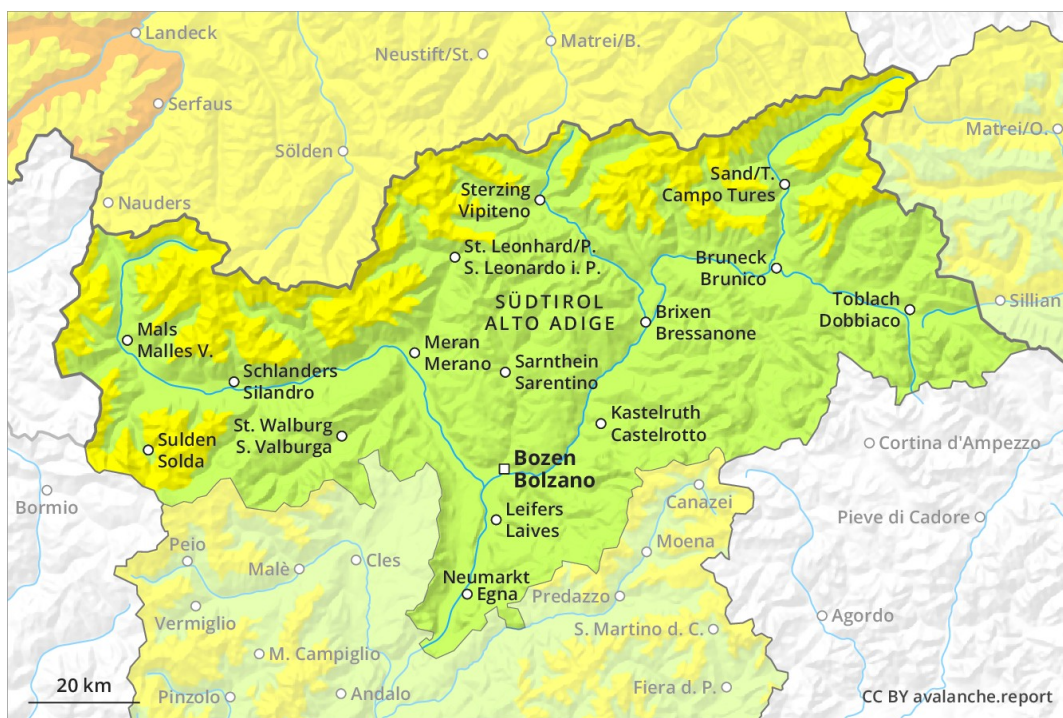 Landeck
Matrei/B.
Neustift/St.
Serfaus
Matrei/O.
Sölden
Sand/T.
Campo Tures
Sterzing
Vipiteno
Nauders
St. Leonhard/P.
S. Leonardo i. P.
Bruneck
Brunico
SÜDTIROL
ALTO ADIGE
Toblach
Dobbiaco
Sillian
Brixen
Bressanone
Mals
Malles V.
Meran
Merano
Sarnthein
Sarentino
Schlanders
Silandro
Kastelruth
Castelrotto
St. Walburg
S. Valburga
Sulden
Solda
Cortina d'Ampezzo
Bozen
Bolzano
Bormio
Canazei
Leifers
Laives
Pieve di Cadore
Moena
Peio
Cles
Malè
Neumarkt
Egna
Predazzo
Agordo
Vermiglio
S. Martino d. C.
M. Campiglio
20 km
Pinzolo
Andalo
Fiera d. P.
CC BY avalanche.report